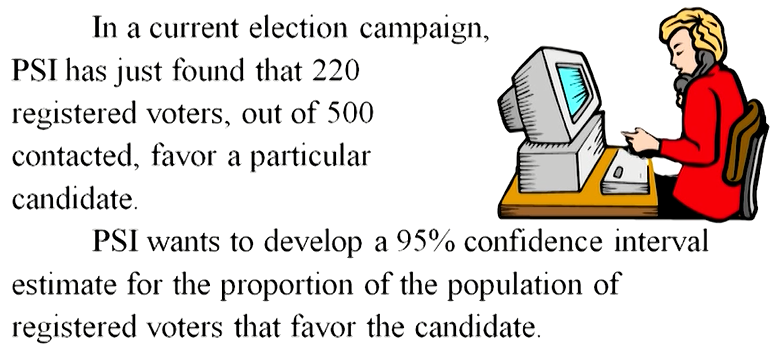 In a current election campaign,
PSI has just found that 220
registered voters, out of 500
contacted, favor a particular
candidate.
PSI wants to develop a 95% confidence interval
estimate for the proportion of the population of
registered voters that favor the candidate.